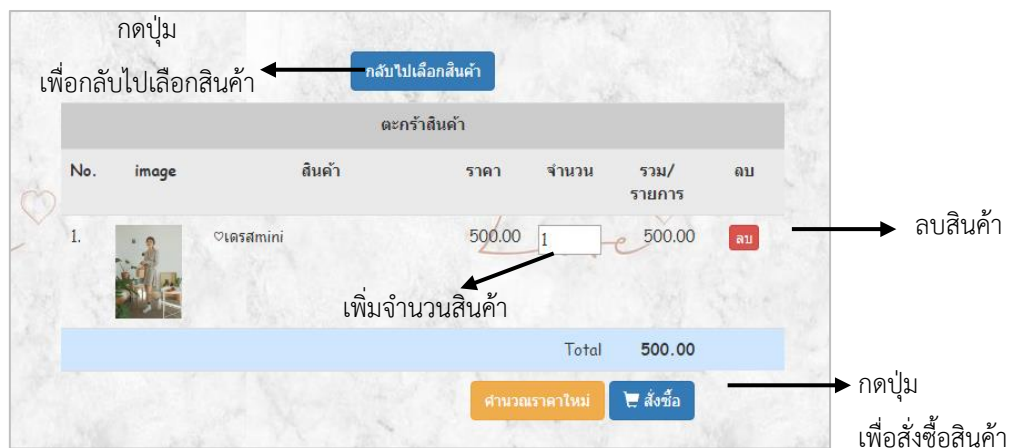 กดปุ่ม
เพื่อกลับไปเลือกสินค้า
กลับไปเลือกสินค้า
ตะกร้าสินค้า
No. image สินค้า ราคา จำนวน รวม/
รายการ ลบ
1. ♡เดรสmini 500.00 1 500.00 ลบ
ลบสินค้า
เพิ่มจำนวนสินค้า
Total 500.00
คำนวณราคาใหม่ สั่งซื้อ
กดปุ่ม
เพื่อสั่งซื้อสินค้า